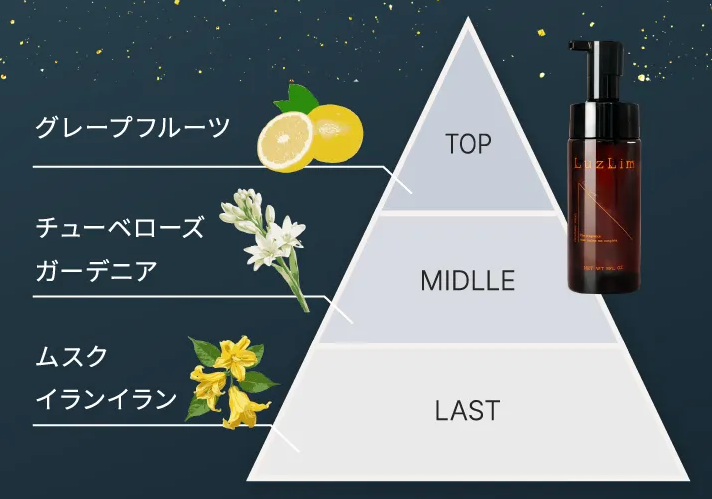 グレープフルーツ
TOP
LuzLim
チューベローズ
ガーデニア
MIDLLE
ムスク
イランイラン
LAST